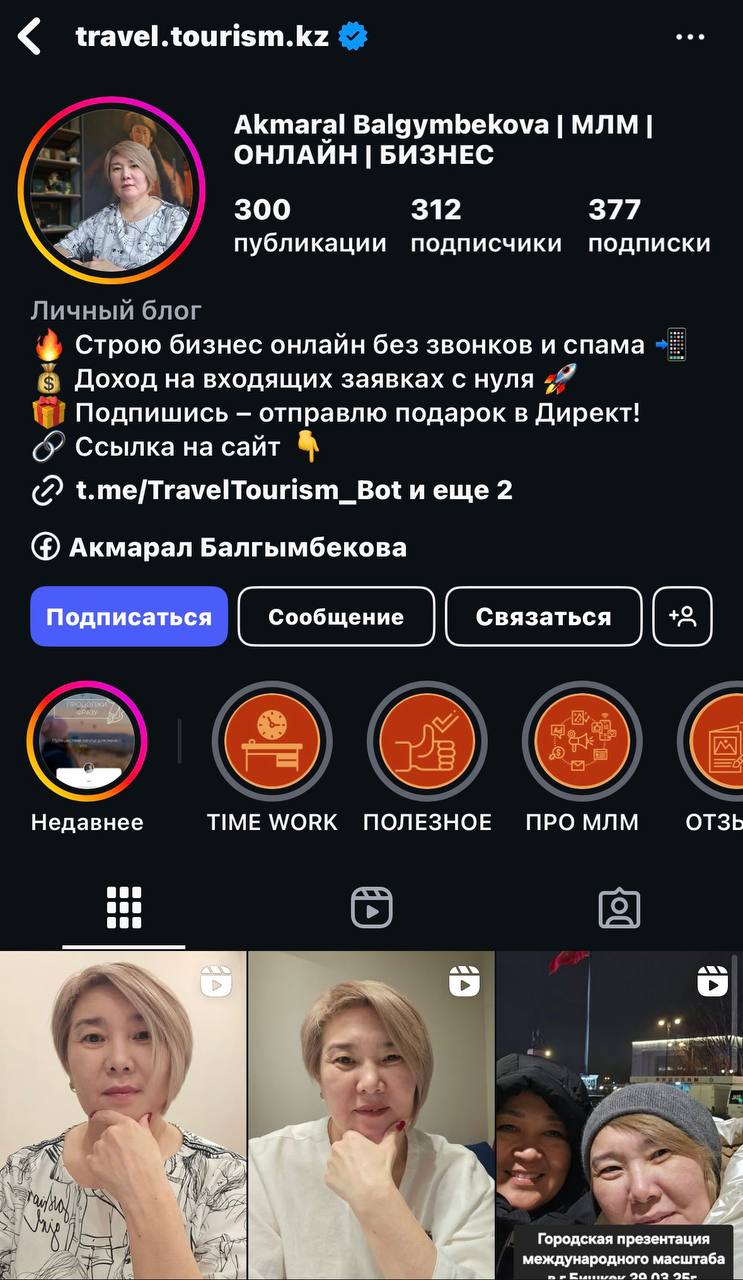 travel.tourism.kz
Akmaral Balgymbekova | МЛМ |
ОНЛАЙН | БИЗНЕС
300 312 377
публикации подписчики подписки
Личный блог
🔥 Строю бизнес онлайн без звонков и спама 📲
💰 Доход на входящих заявках с нуля 🚀
🎁 Подпишись – отправлю подарок в Директ!
🔗 Ссылка на сайт 👇
t.me/TravelTourism_Bot и еще 2
Акмарал Балгымбекова
Подписаться Сообщение Связаться
ПРОДОЛЖИ
ФРАЗУ
Недавнее TIME WORK ПОЛЕЗНОЕ ПРО МЛМ ОТЗЫ
Городская презентация
международного масштаба
в г.Бишкек 29.03.25г